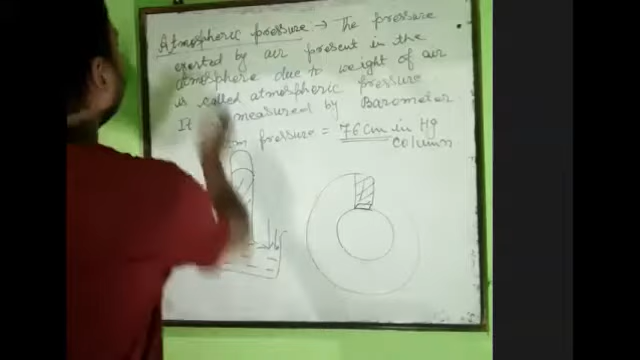 Atmospheric pressure → The pressure
exerted by air present in the
atmosphere due to weight of air
is called atmospheric pressure
It measured by Barometer
pressure = 76 cm in Hg
column